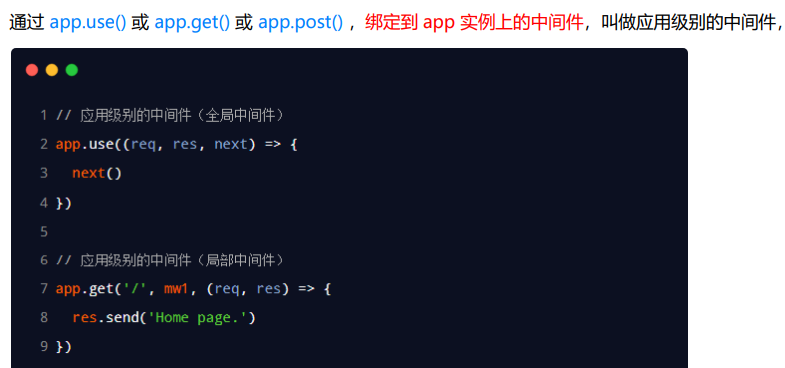 通过 app.use() 或 app.get() 或 app.post() ，绑定到 app 实例上的中间件，叫做应用级别的中间件，
1 // 应用级别的中间件（全局中间件）
2 app.use((req, res, next) => {
3   next()
4 })
5
6 // 应用级别的中间件（局部中间件）
7 app.get('/', mw1, (req, res) => {
8   res.send('Home page.')
9 })